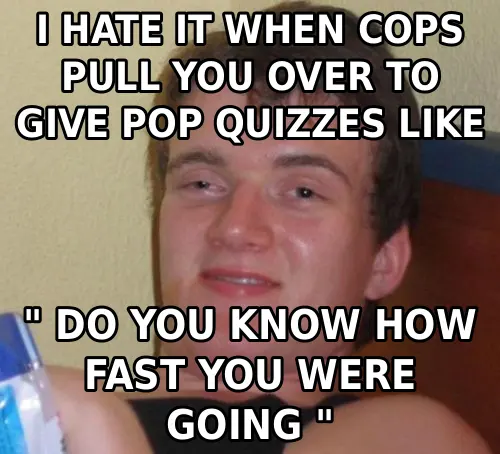 I HATE IT WHEN COPS
PULL YOU OVER TO
GIVE POP QUIZZES LIKE
" DO YOU KNOW HOW
FAST YOU WERE
GOING "